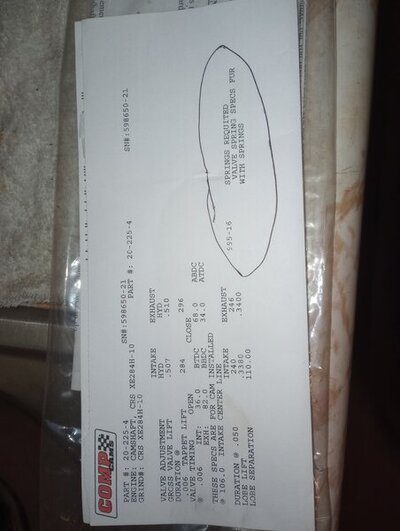 COMP
CAMS
PART #: 20-225-4
ENGINE: CAMSHAFT, CRS XE284H-10
GRIND#: CRS XE284H-10
SN#:598650-21
PART #: 20-225-4
SN#:598650-21
INTAKE EXHAUST
VALVE ADJUSTMENT HYD HYD
GROSS VALVE LIFT .507 .510
DURATION @
.006 TAPPET LIFT 284 296
VALVE TIMING OPEN CLOSE
@ .006 INT: 36.0 BTDC 68.0 ABDC
EXH: 82.0 BBDC 34.0 ATDC
THESE SPECS ARE FOR CAM INSTALLED
@ 106.0 INTAKE CENTER LINE
INTAKE EXHAUST
DURATION @ .050 240 246
LOBE LIFT .3380 .3400
LOBE SEPARATION 110.00
995-16
SPRINGS REQUITED
VALVE SPEING SPECS FUR
WITH SPRINGS